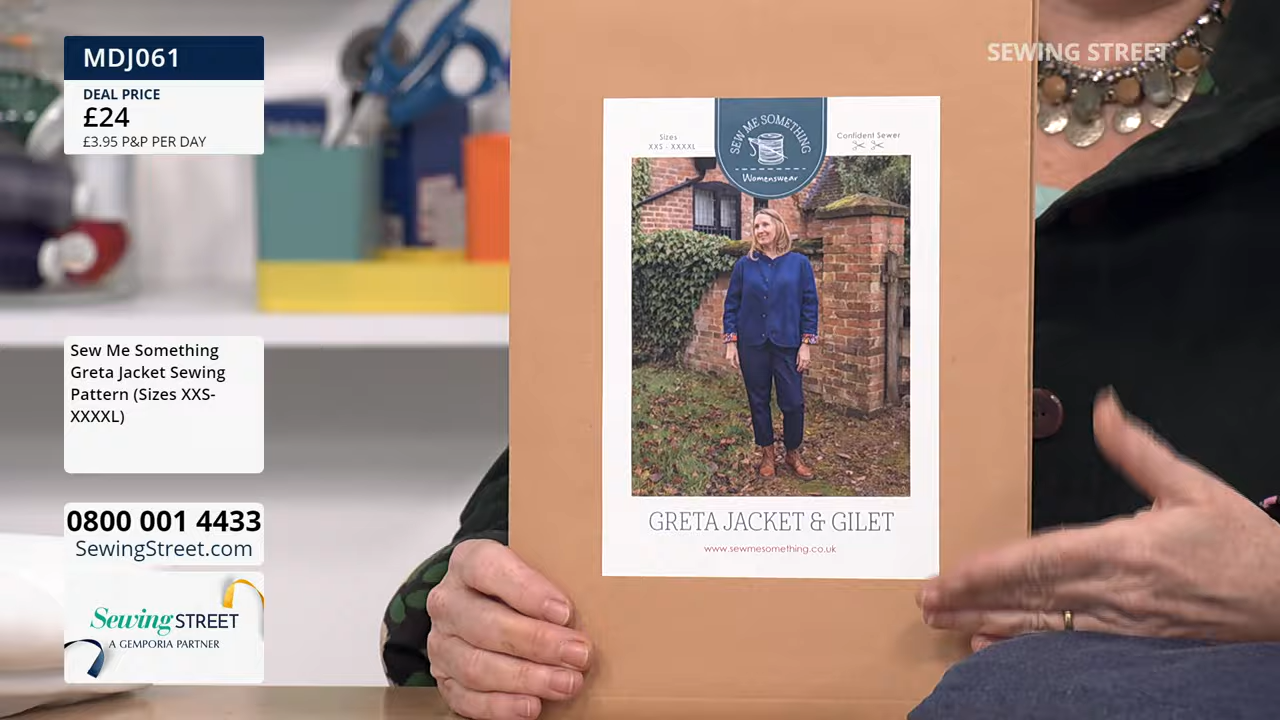 MDJ061
DEAL PRICE
£24
£3.95 P&P PER DAY
Sew Me Something
Greta Jacket Sewing
Pattern (Sizes XXS-
XXXXL)
0800 001 4433
SewingStreet.com
Sewing STREET
A GEMPORIA PARTNER
SEWING STREET
Sizes
XXS - XXXXL
SEW ME SOMETHING
Womenswear
Confident Sewer
GRETA JACKET & GILET
www.sewmesomething.co.uk